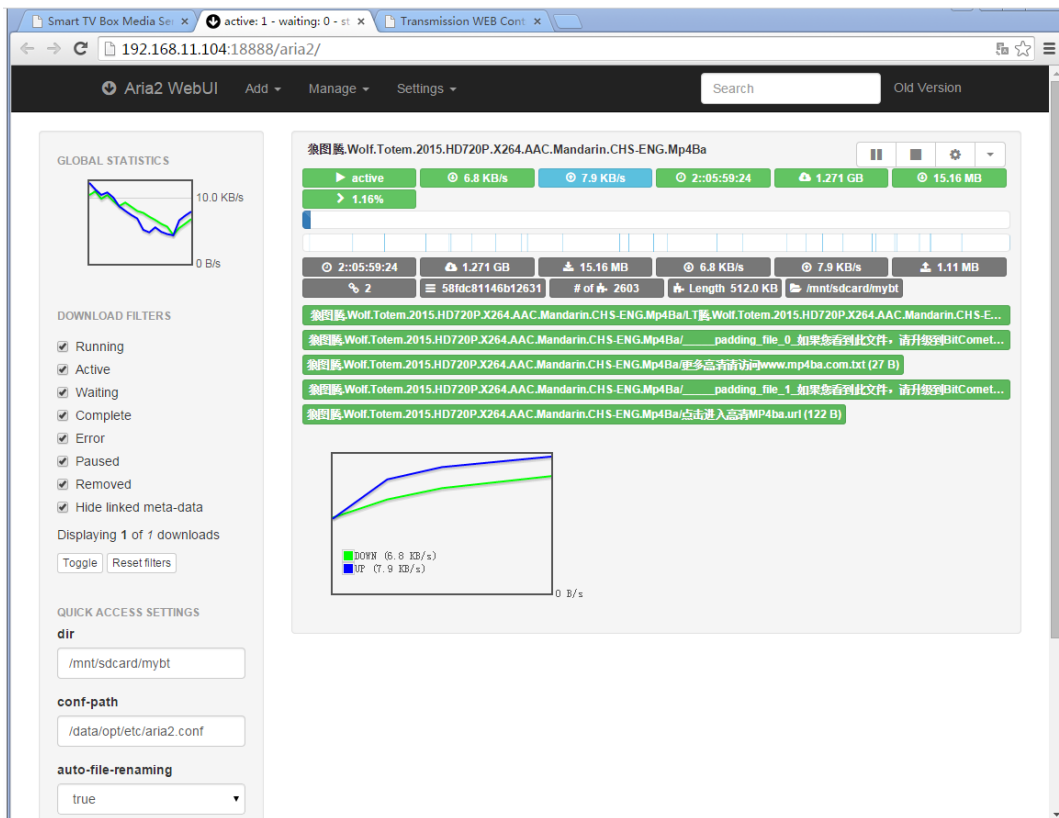 Smart TV Box Media Ser
active: 1 - waiting: 0 - st
Transmission WEB Cont
192.168.11.104:18888/aria2/
Aria2 WebUI Add Manage Settings Search Old Version
GLOBAL STATISTICS
10.0 KB/s
0 B/s
DOWNLOAD FILTERS
Running
Active
Waiting
Complete
Error
Paused
Removed
Hide linked meta-data
Displaying 1 of 1 downloads
Toggle Reset filters
QUICK ACCESS SETTINGS
dir
/mnt/sdcard/mybt
conf-path
/data/opt/etc/aria2.conf
auto-file-renaming
true
狼图腾.Wolf.Totem.2015.HD720P.X264.AAC.Mandarin.CHS-ENG.Mp4Ba
active 6.8 KB/s 7.9 KB/s 2::05:59:24 1.271 GB 15.16 MB
1.16%
2::05:59:24 1.271 GB 15.16 MB 6.8 KB/s 7.9 KB/s 1.11 MB
2 58fdc81146b12631 # of 2603 Length 512.0 KB /mnt/sdcard/mybt
狼图腾.Wolf.Totem.2015.HD720P.X264.AAC.Mandarin.CHS-ENG.Mp4Ba/LT腾.Wolf.Totem.2015.HD720P.X264.AAC.Mandarin.CHS-E...
狼图腾.Wolf.Totem.2015.HD720P.X264.AAC.Mandarin.CHS-ENG.Mp4Ba/_____padding_file_0_如果您看到此文件，请升级到BitComet...
狼图腾.Wolf.Totem.2015.HD720P.X264.AAC.Mandarin.CHS-ENG.Mp4Ba/更多高清请访问www.mp4ba.com.txt (27 B)
狼图腾.Wolf.Totem.2015.HD720P.X264.AAC.Mandarin.CHS-ENG.Mp4Ba/_____padding_file_1_如果您看到此文件，请升级到BitComet...
狼图腾.Wolf.Totem.2015.HD720P.X264.AAC.Mandarin.CHS-ENG.Mp4Ba/点击进入高清MP4ba.url (122 B)
DOWN (6.8 KB/s)
UP (7.9 KB/s)
0 B/s